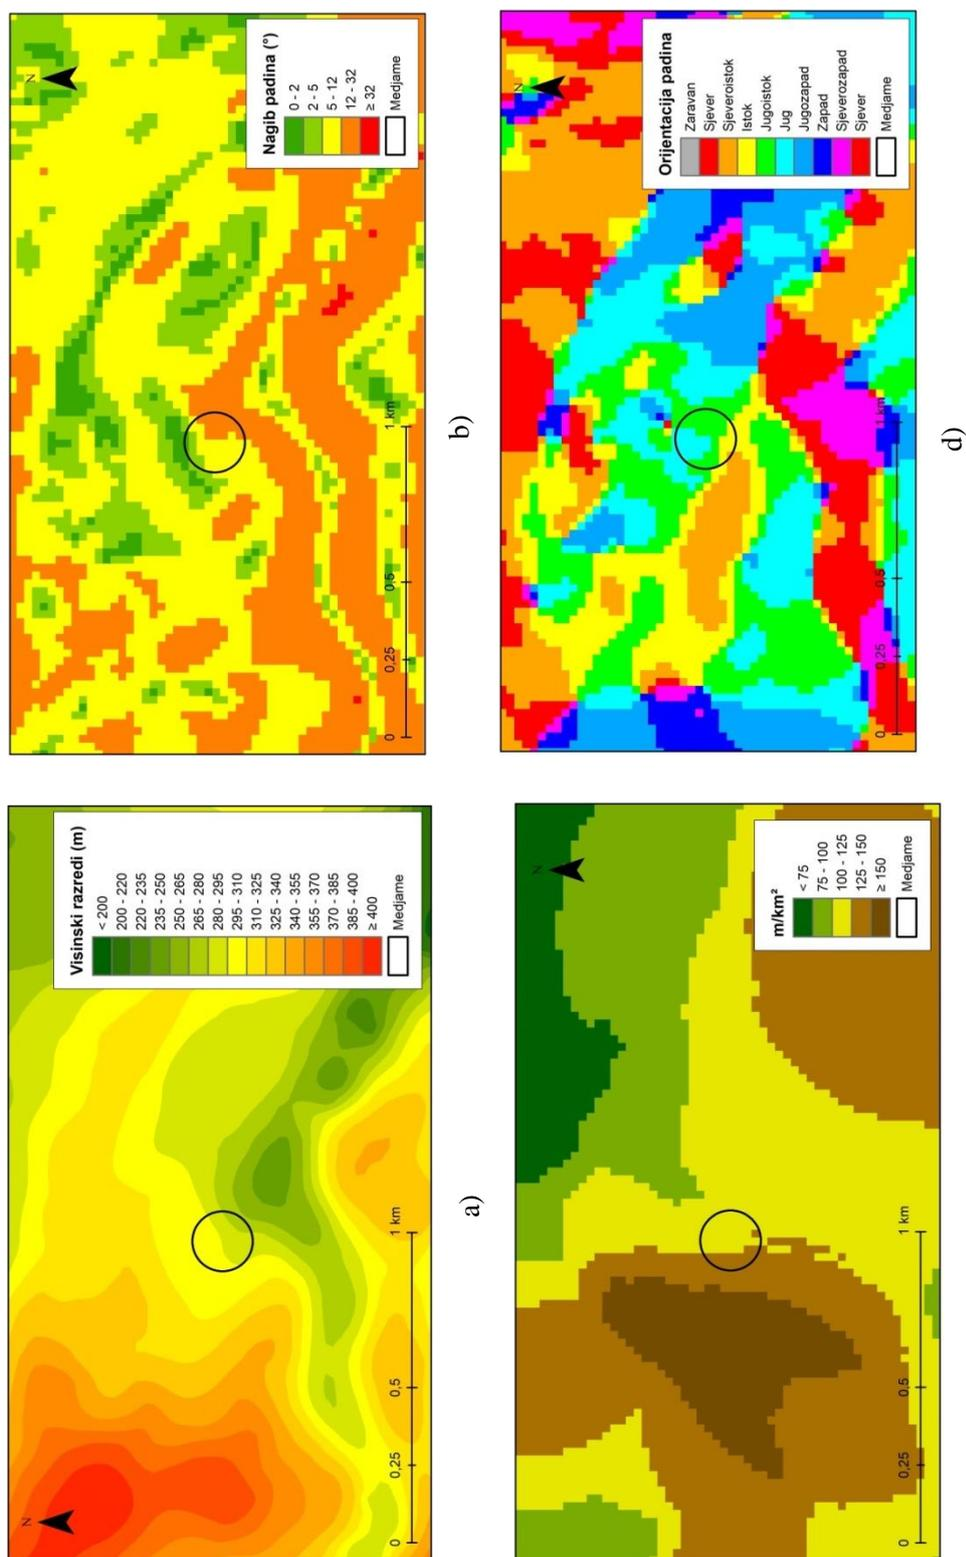 N
Visinski razredi (m)
< 200
200 - 220
220 - 235
235 - 250
250 - 265
265 - 280
280 - 295
295 - 310
310 - 325
325 - 340
340 - 355
355 - 370
370 - 385
385 - 400
≥ 400
Medjame
0 0,25 0,5 1 km
a)
N
Nagib padina (°)
0 - 2
2 - 5
5 - 12
12 - 32
≥ 32
Medjame
0 0,25 0,5 1 km
b)
N
m/km²
< 75
75 - 100
100 - 125
125 - 150
≥ 150
Medjame
0 0,25 0,5 1 km
N
Orijentacija padina
Zaravan
Sjever
Sjeveroistok
Istok
Jugoistok
Jug
Jugozapad
Zapad
Sjeverozapad
Sjever
Medjame
0 0,25 0,5 1 km
d)